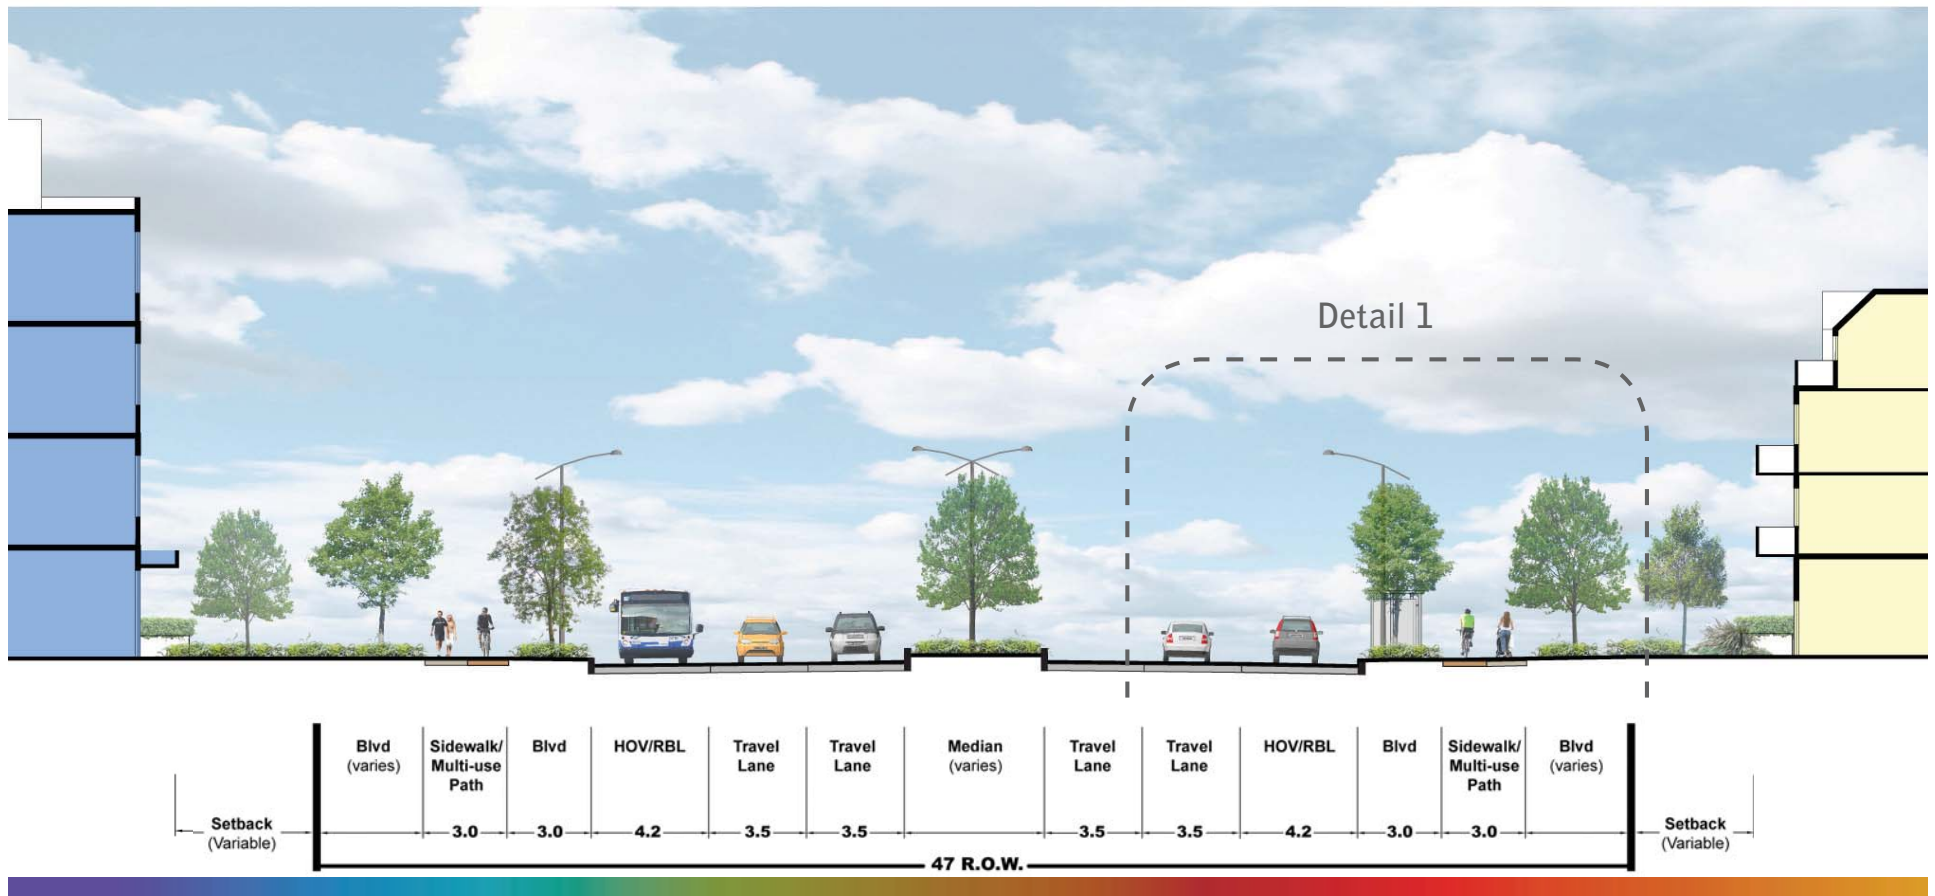 Detail 1
Blvd
(varies)
Sidewalk/
Multi-use
Path
Blvd
HOV/RBL
Travel
Lane
Travel
Lane
Median
(varies)
Travel
Lane
Travel
Lane
HOV/RBL
Blvd
Sidewalk/
Multi-use
Path
Blvd
(varies)
Setback
(Variable)
3.0
3.0
4.2
3.5
3.5
3.5
3.5
4.2
3.0
3.0
Setback
(Variable)
47 R.O.W.